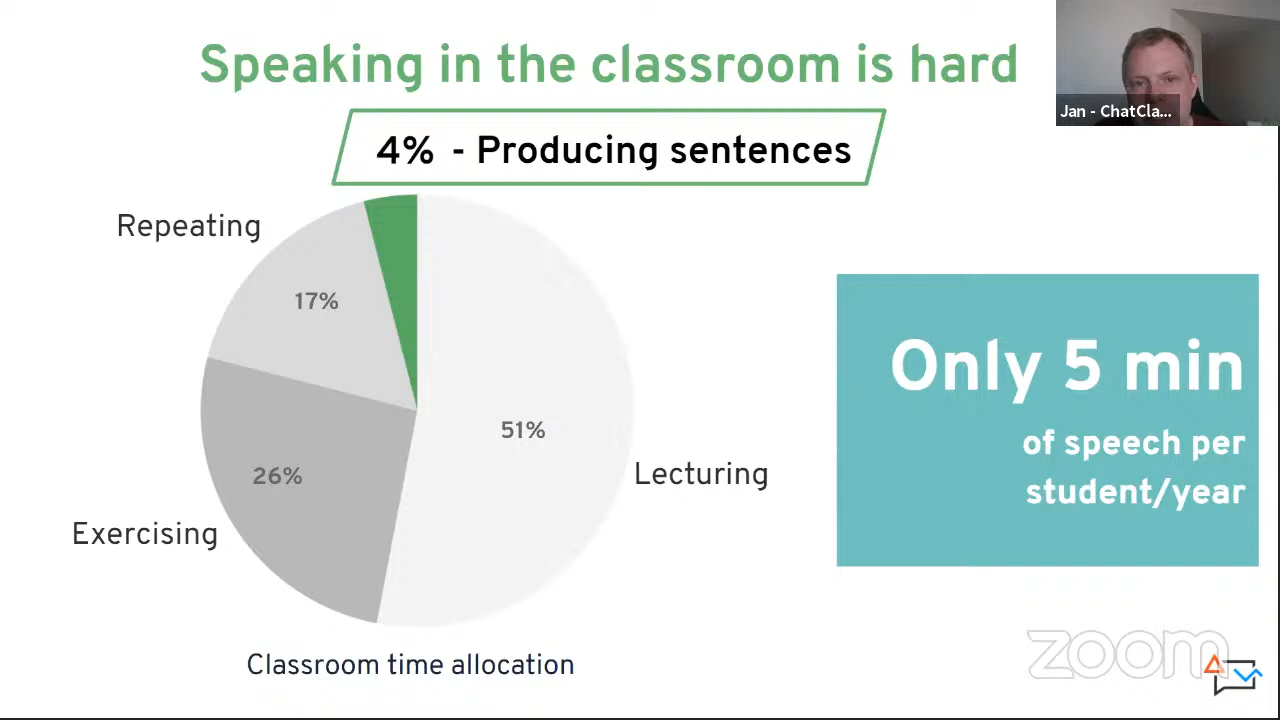 Speaking in the classroom is hard
Jan - ChatCla...
4% - Producing sentences
Repeating
17%
51%
26%
Lecturing
Exercising
Classroom time allocation
Only 5 min
of speech per
student/year
zoom